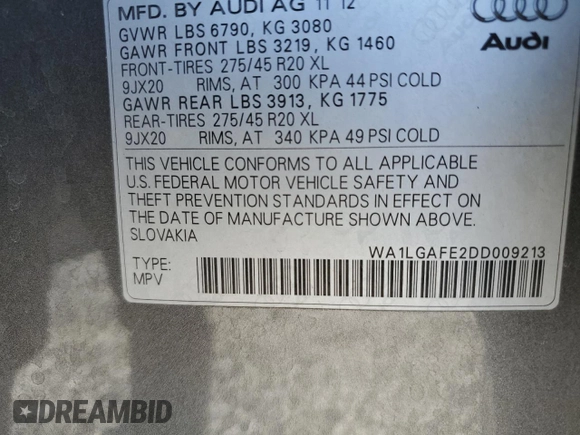 MFD. BY AUDI AG 11 12
GVWR LBS 6790, KG 3080
GAWR FRONT LBS 3219, KG 1460
FRONT-TIRES 275/45 R20 XL
9JX20 RIMS, AT 300 KPA 44 PSI COLD
GAWR REAR LBS 3913, KG 1775
REAR-TIRES 275/45 R20 XL
9JX20 RIMS, AT 340 KPA 49 PSI COLD
Audi
THIS VEHICLE CONFORMS TO ALL APPLICABLE
U.S. FEDERAL MOTOR VEHICLE SAFETY AND
THEFT PREVENTION STANDARDS IN EFFECT ON
THE DATE OF MANUFACTURE SHOWN ABOVE.
SLOVAKIA
WA1LGAFE2DD009213
TYPE:
MPV
DREAMBID